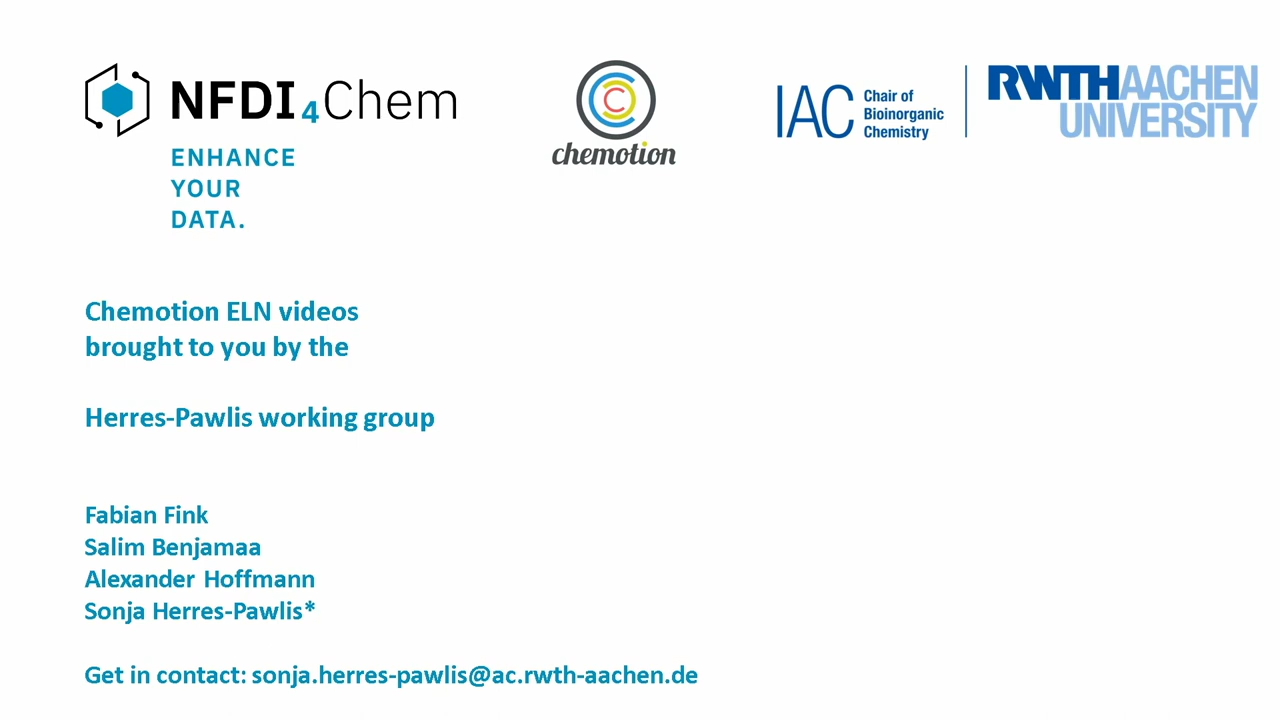 NFDI4Chem
ENHANCE
YOUR
DATA.
chemotion
IAC
Chair of
Bioinorganic
Chemistry
RWTHAACHEN
UNIVERSITY
Chemotion ELN videos
brought to you by the
Herres-Pawlis working group
Fabian Fink
Salim Benjamaa
Alexander Hoffmann
Sonja Herres-Pawlis*
Get in contact: sonja.herres-pawlis@ac.rwth-aachen.de